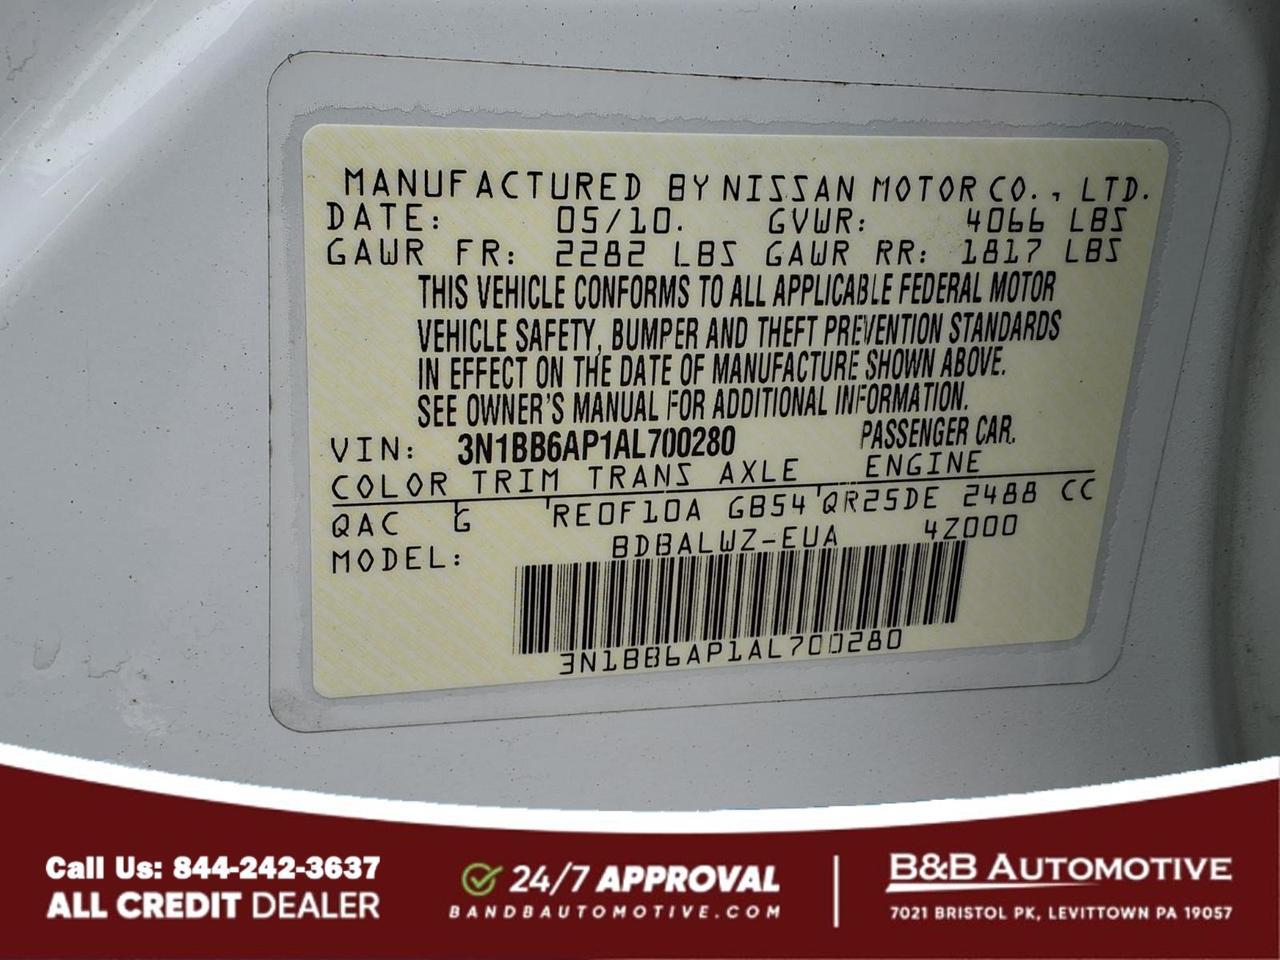 MANUFACTURED BY NISSAN MOTOR CO., LTD.
DATE: 05/10. GVWR: 4066 LBS
GAWR FR: 2282 LBS GAWR RR: 1817 LBS
THIS VEHICLE CONFORMS TO ALL APPLICABLE FEDERAL MOTOR
VEHICLE SAFETY, BUMPER AND THEFT PREVENTION STANDARDS
IN EFFECT ON THE DATE OF MANUFACTURE SHOWN ABOVE.
SEE OWNER'S MANUAL FOR ADDITIONAL INFORMATION.
VIN: 3N1BB6AP1AL700280 PASSENGER CAR.
COLOR TRIM TRANS AXLE ENGINE
QAC G RE0F10A GB54 QR25DE 2488 CC
MODEL: BDBALWZ-EUA 4Z000
3N1BB6AP1AL700280
Call Us: 844-242-3637
ALL CREDIT DEALER
24/7 APPROVAL
BANDBAUTOMOTIVE.COM
B&B AUTOMOTIVE
7021 BRISTOL PK, LEVITTOWN PA 19057